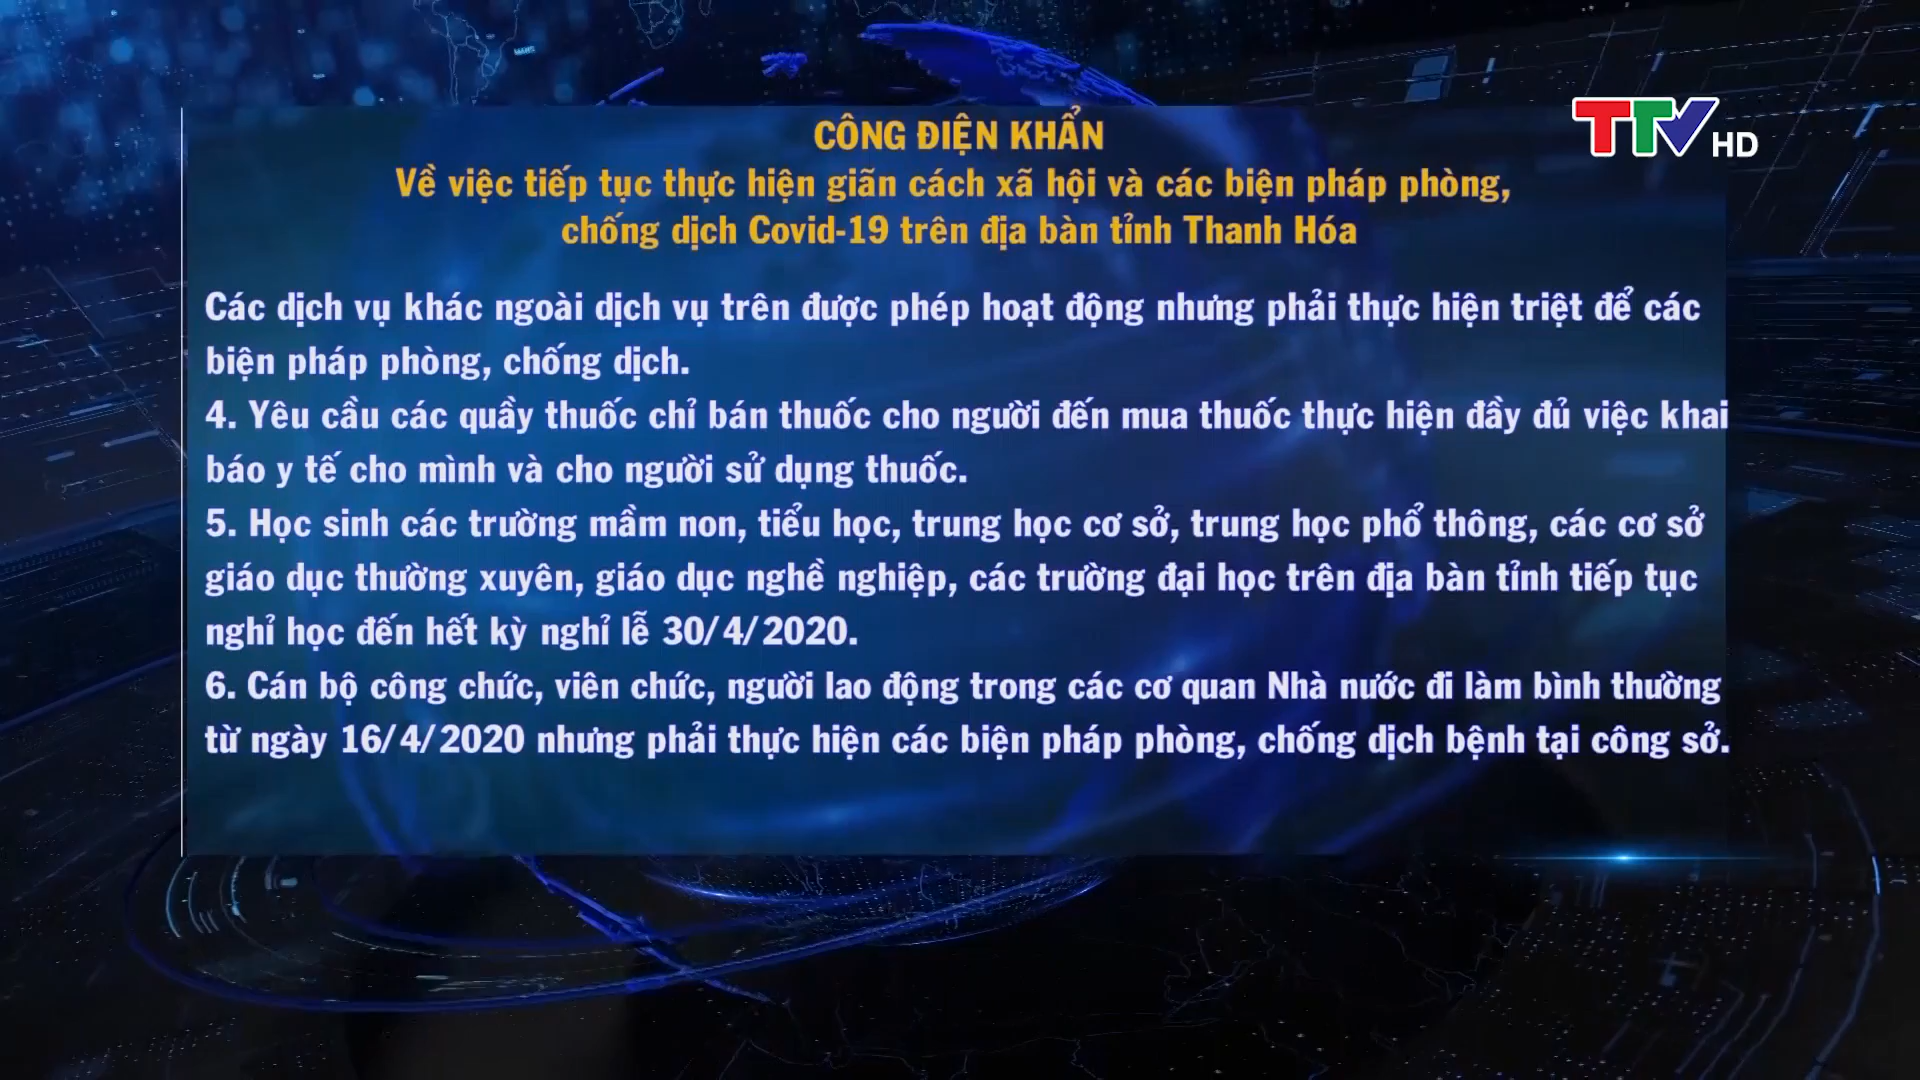 TTV HD
CÔNG ĐIỆN KHẨN
Về việc tiếp tục thực hiện giãn cách xã hội và các biện pháp phòng,
chống dịch Covid-19 trên địa bàn tỉnh Thanh Hóa
Các dịch vụ khác ngoài dịch vụ trên được phép hoạt động nhưng phải thực hiện triệt để các
biện pháp phòng, chống dịch.
4. Yêu cầu các quầy thuốc chỉ bán thuốc cho người đến mua thuốc thực hiện đầy đủ việc khai
báo y tế cho mình và cho người sử dụng thuốc.
5. Học sinh các trường mầm non, tiểu học, trung học cơ sở, trung học phổ thông, các cơ sở
giáo dục thường xuyên, giáo dục nghề nghiệp, các trường đại học trên địa bàn tỉnh tiếp tục
nghỉ học đến hết kỳ nghỉ lễ 30/4/2020.
6. Cán bộ công chức, viên chức, người lao động trong các cơ quan Nhà nước đi làm bình thường
từ ngày 16/4/2020 nhưng phải thực hiện các biện pháp phòng, chống dịch bệnh tại công sở.